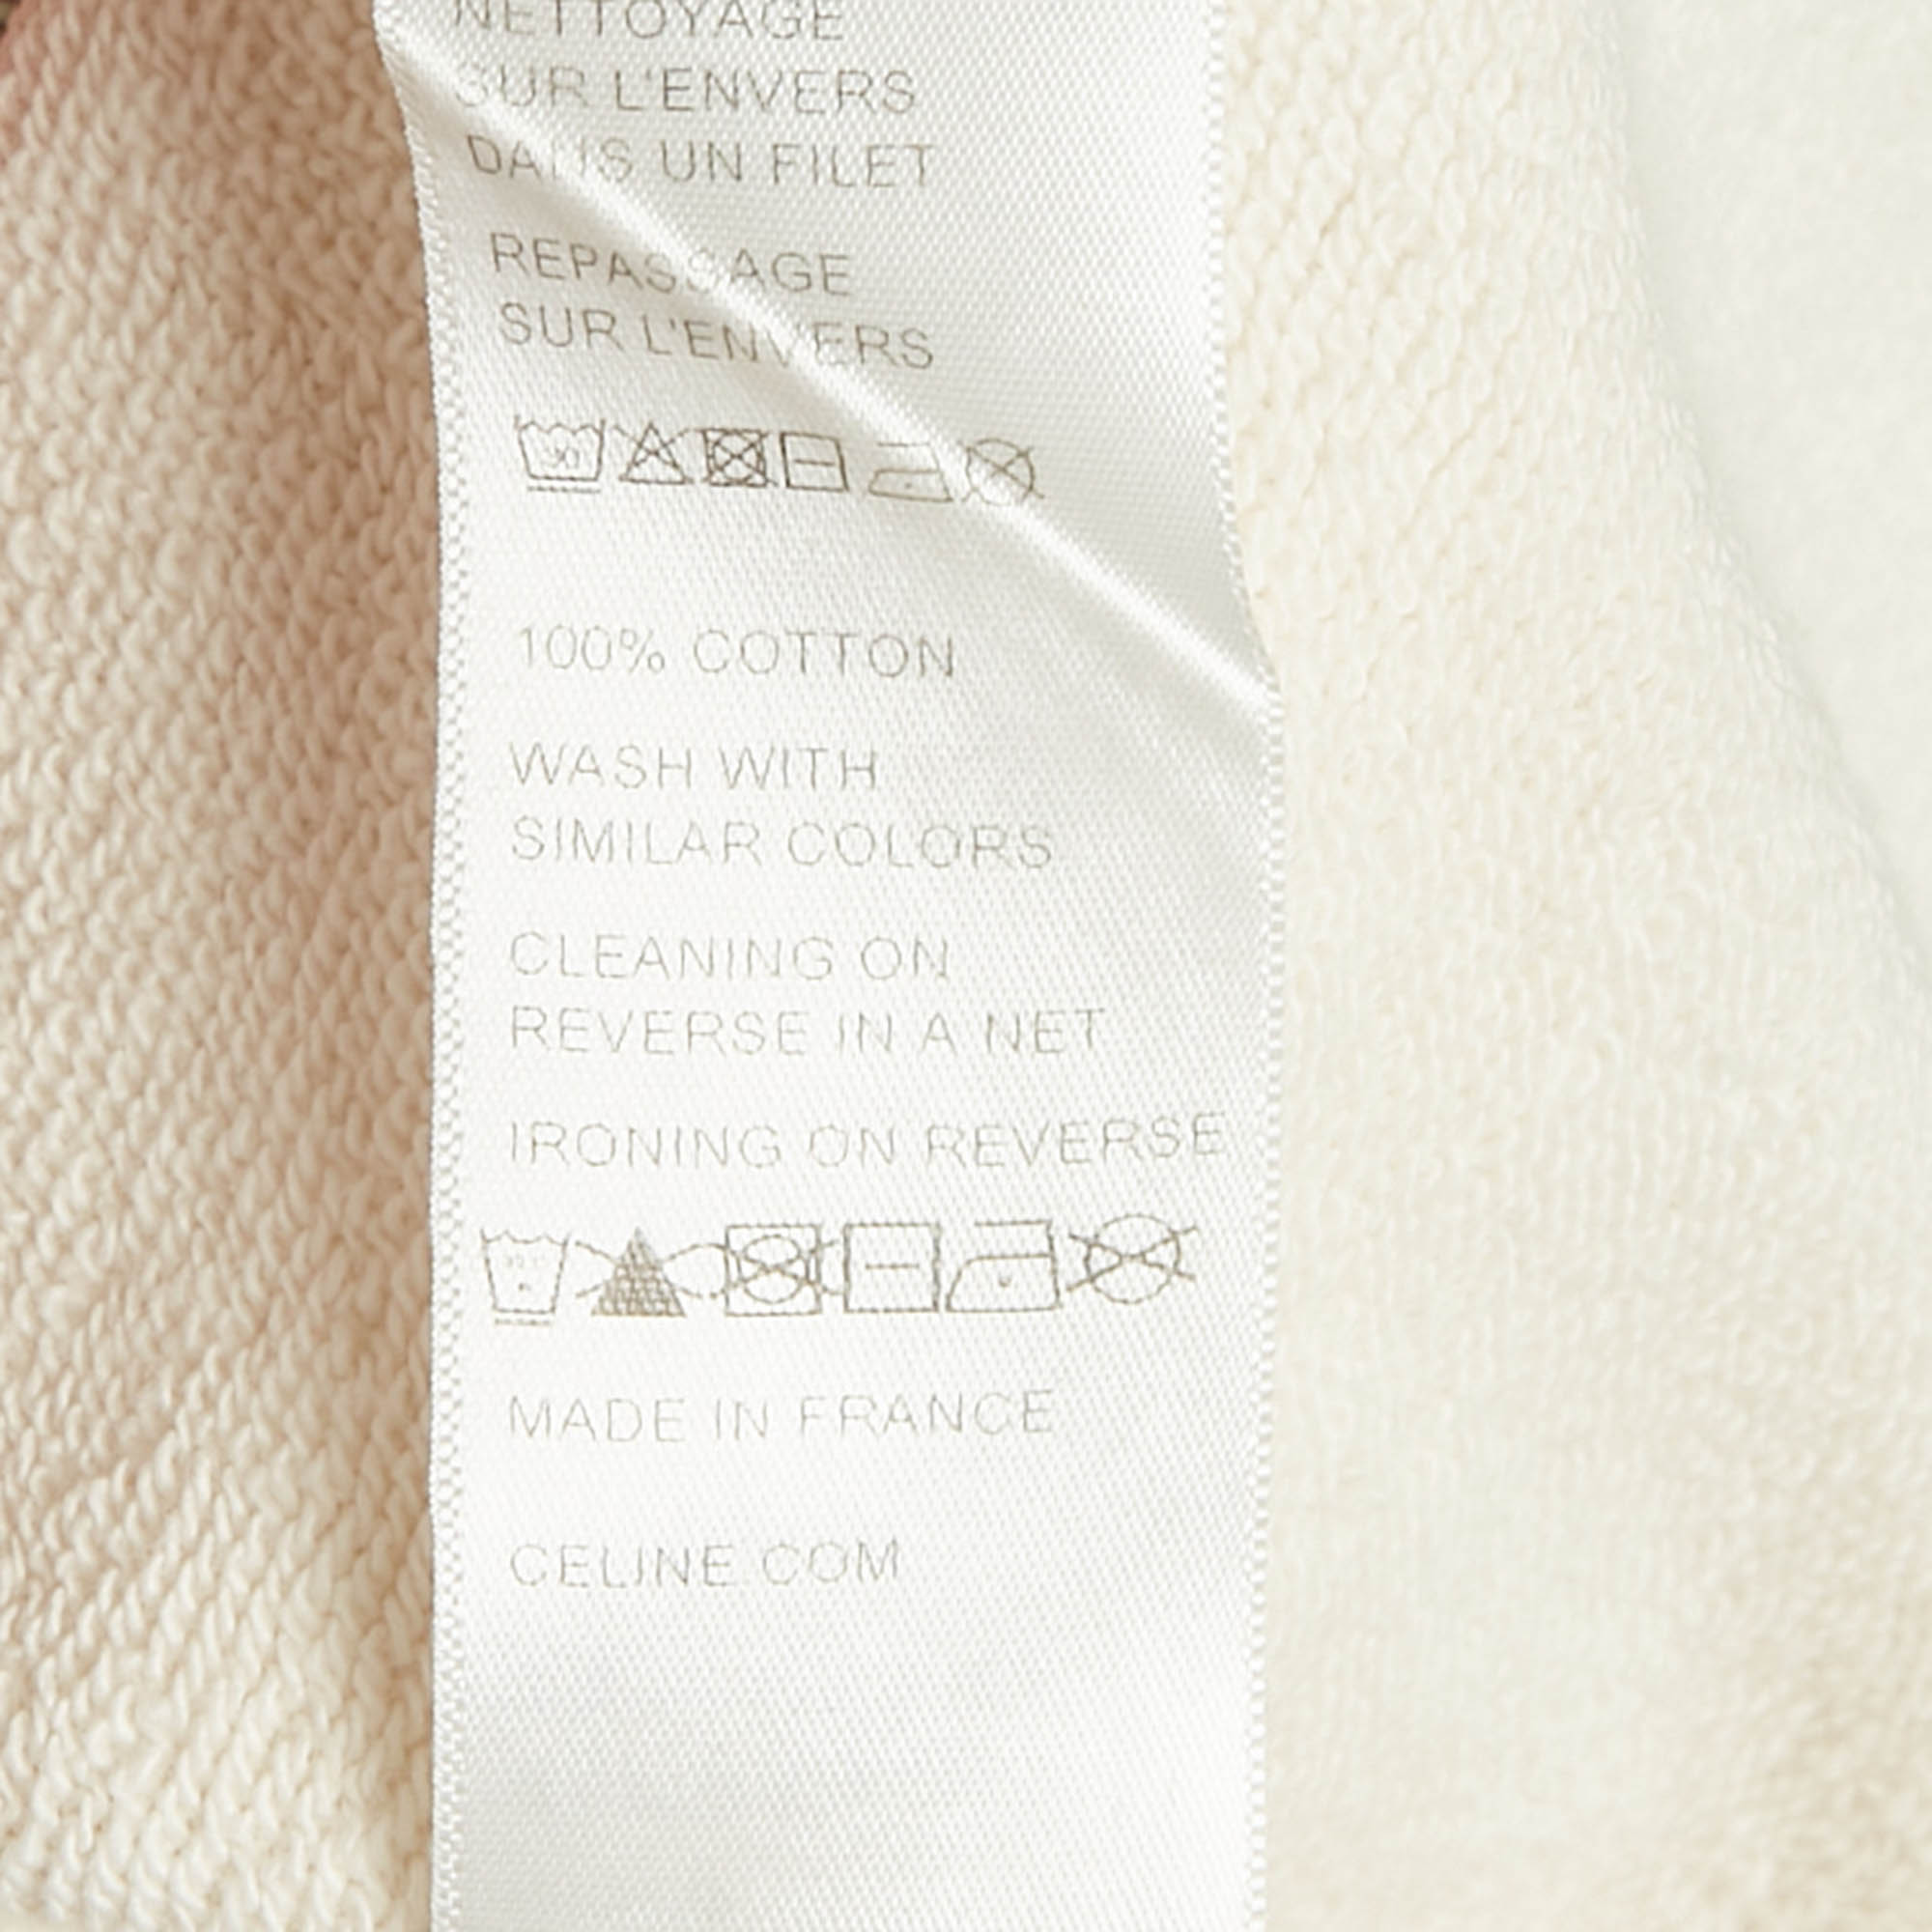 NETTOYAGE
SUR L'ENVERS
DANS UN FILET
REPASSAGE
SUR L'ENVERS
100% COTTON
WASH WITH
SIMILAR COLORS
CLEANING ON
REVERSE IN A NET
IRONING ON REVERSE
MADE IN FRANCE
CELINE.COM